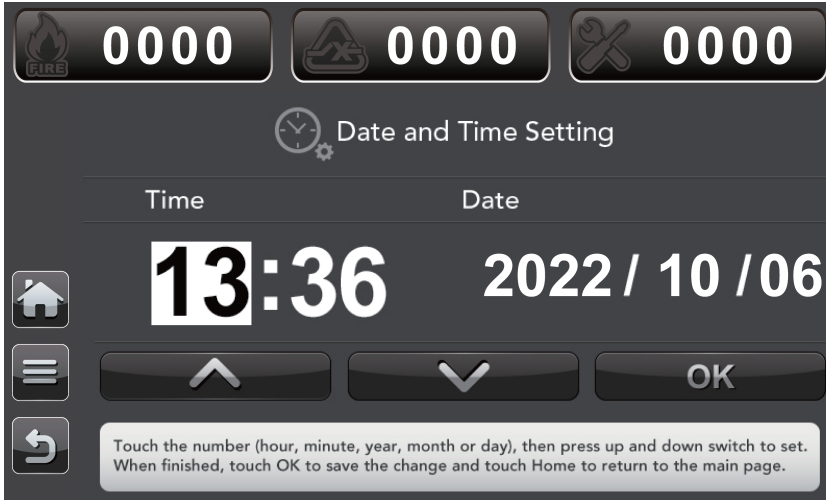 FIRE
0000
0000
0000
Date and Time Setting
Time
Date
13:36
2022 / 10 / 06
OK
Touch the number (hour, minute, year, month or day), then press up and down switch to set.
When finished, touch OK to save the change and touch Home to return to the main page.